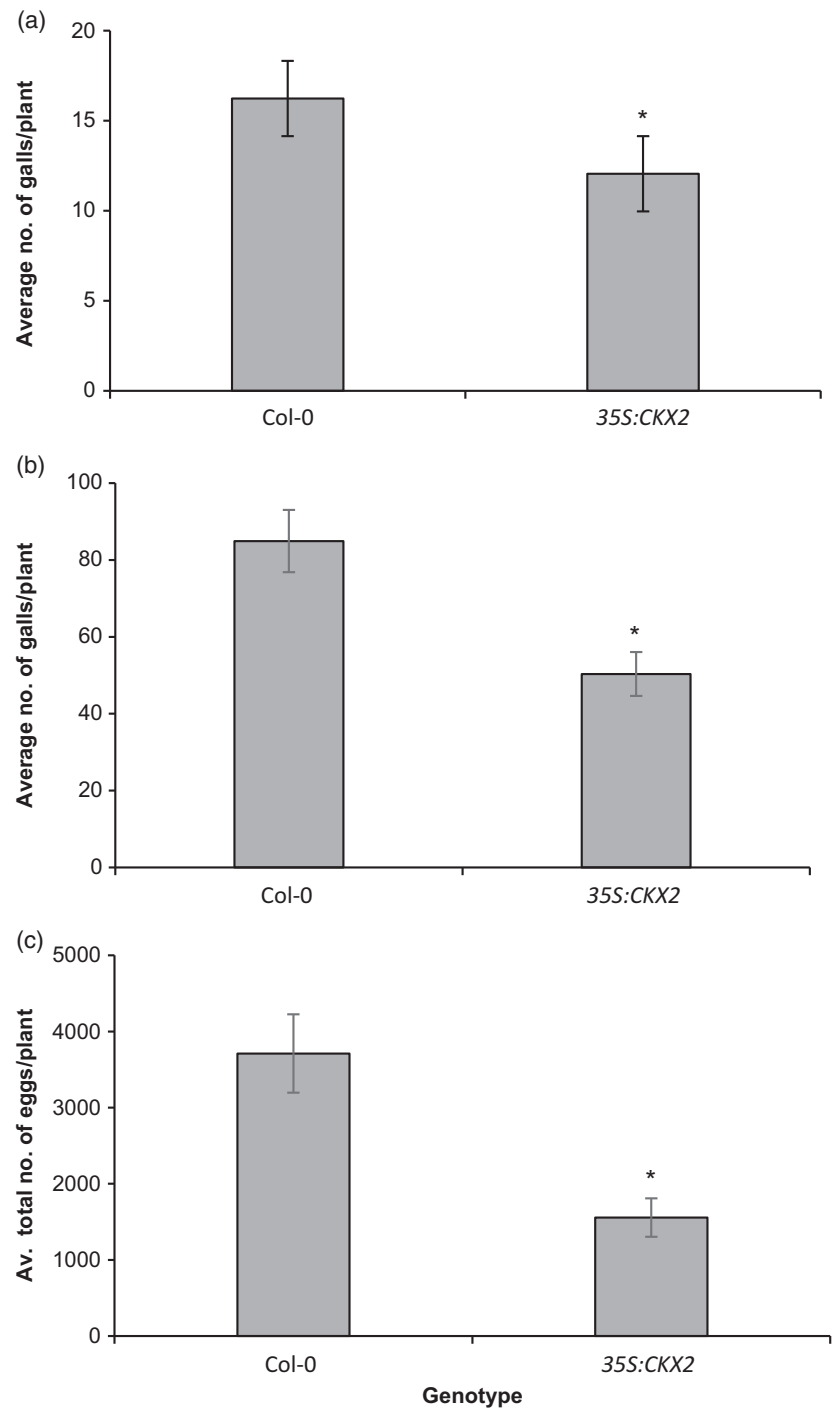 (a)
Average no. of galls/plant
20
15
10
5
0
*
Col-0
35S:CKX2
(b)
Average no. of galls/plant
100
80
60
40
20
0
*
Col-0
35S:CKX2
(c)
Av. total no. of eggs/plant
5000
4000
3000
2000
1000
0
*
Col-0
35S:CKX2
Genotype